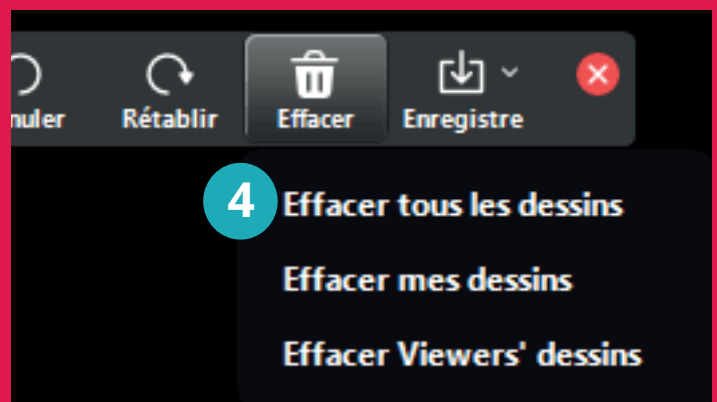 nuler Rétablir Effacer Enregistre
4 Effacer tous les dessins
Effacer mes dessins
Effacer Viewers' dessins